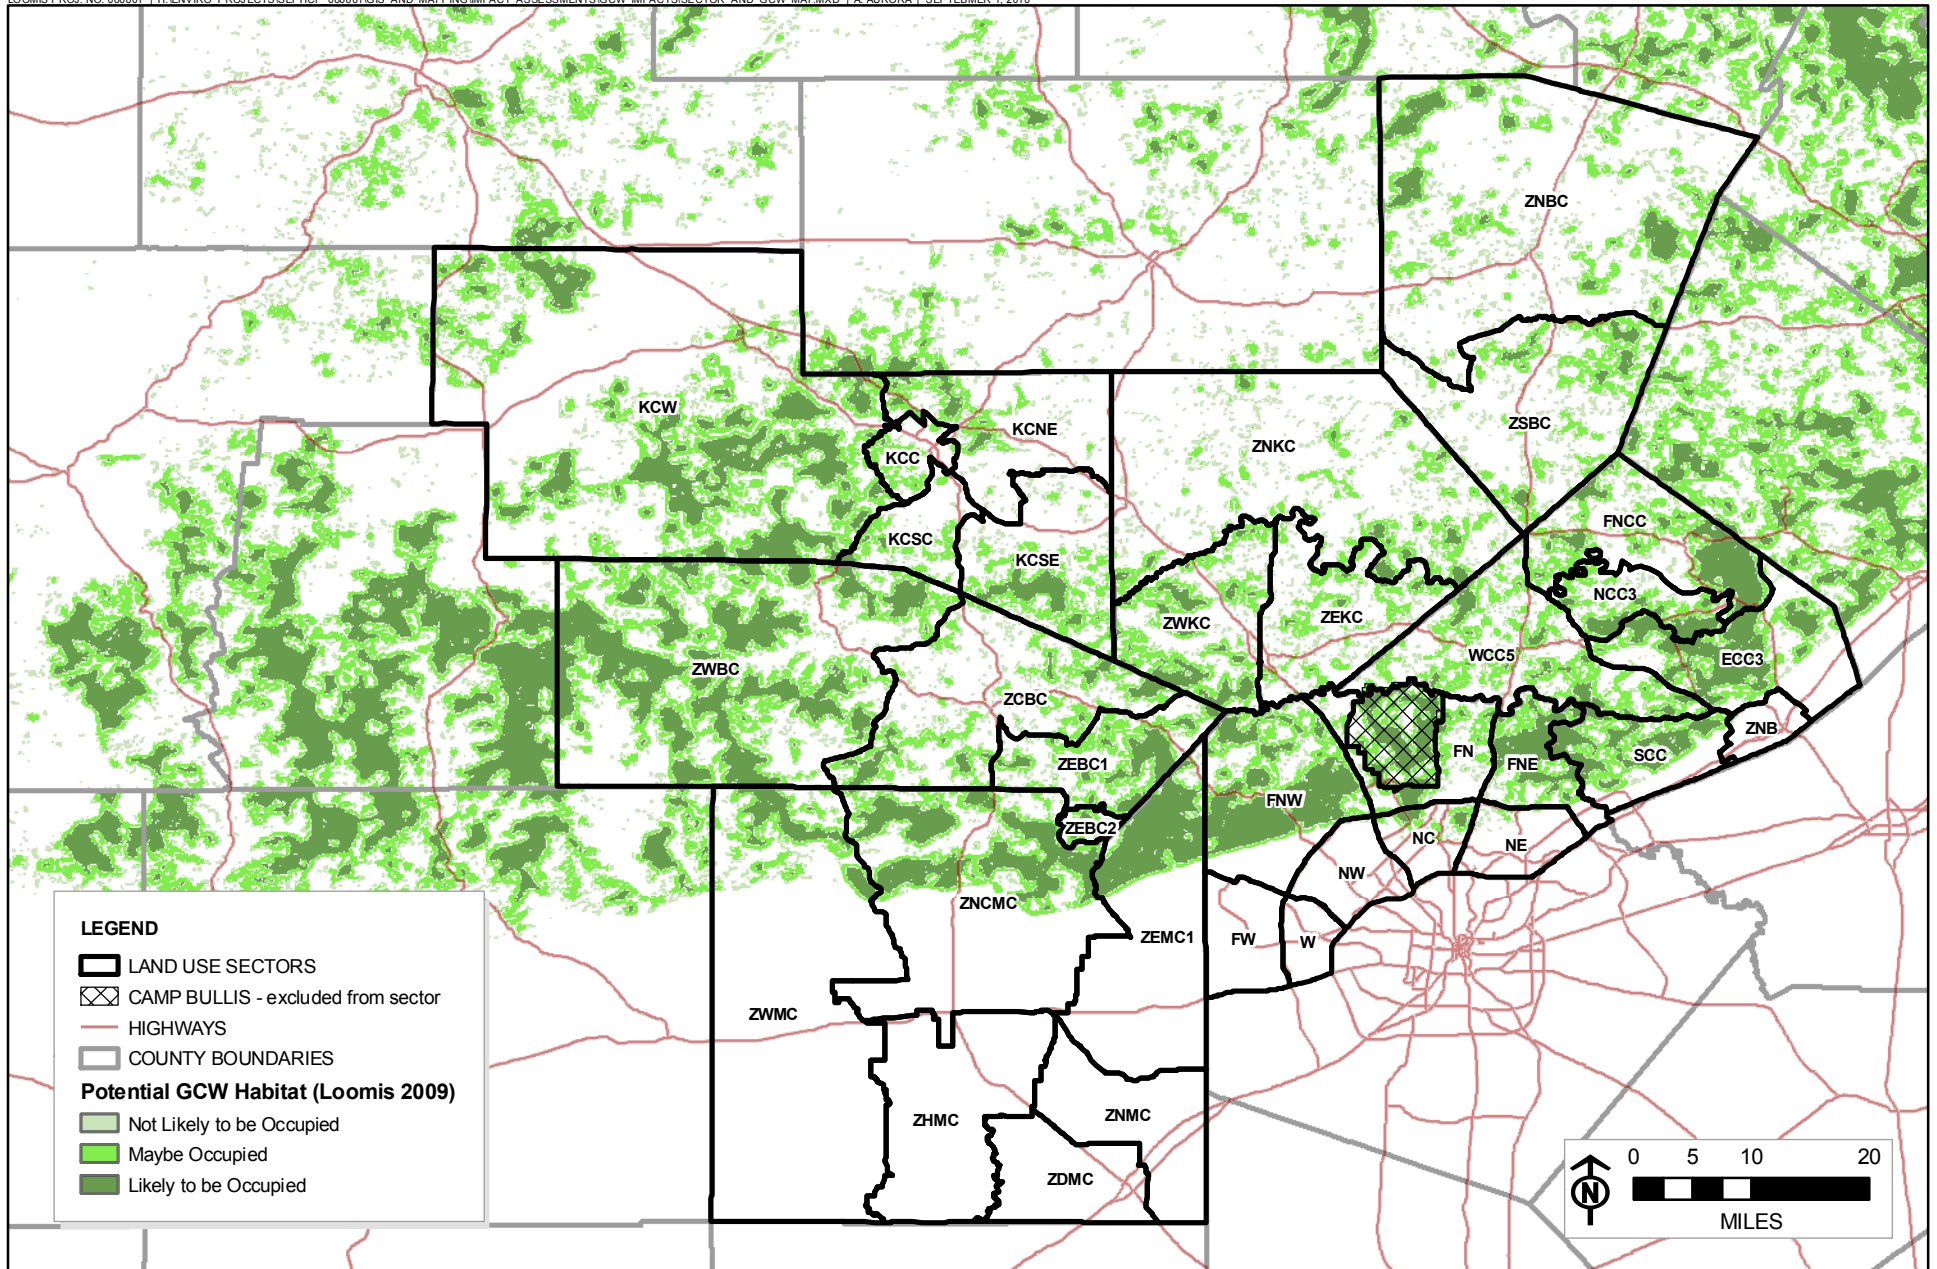 ZNBC
KCW
KCNE
ZSBC
ZNKC
KCC
FNCC
KCSC
KCSE
NCC3
ZWKC
ZEKC
WCC5
ECC3
ZWBC
ZCBC
ZNB
FN
SCC
ZEBC1
FNE
FNW
ZEBC2
NC
NE
NW
ZNCMC
ZEMC1
FW
W
ZWMC
ZHMC
ZNMC
ZDMC
LEGEND
LAND USE SECTORS
CAMP BULLIS - excluded from sector
HIGHWAYS
COUNTY BOUNDARIES
Potential GCW Habitat (Loomis 2009)
Not Likely to be Occupied
Maybe Occupied
Likely to be Occupied
N
0 5 10 20
MILES